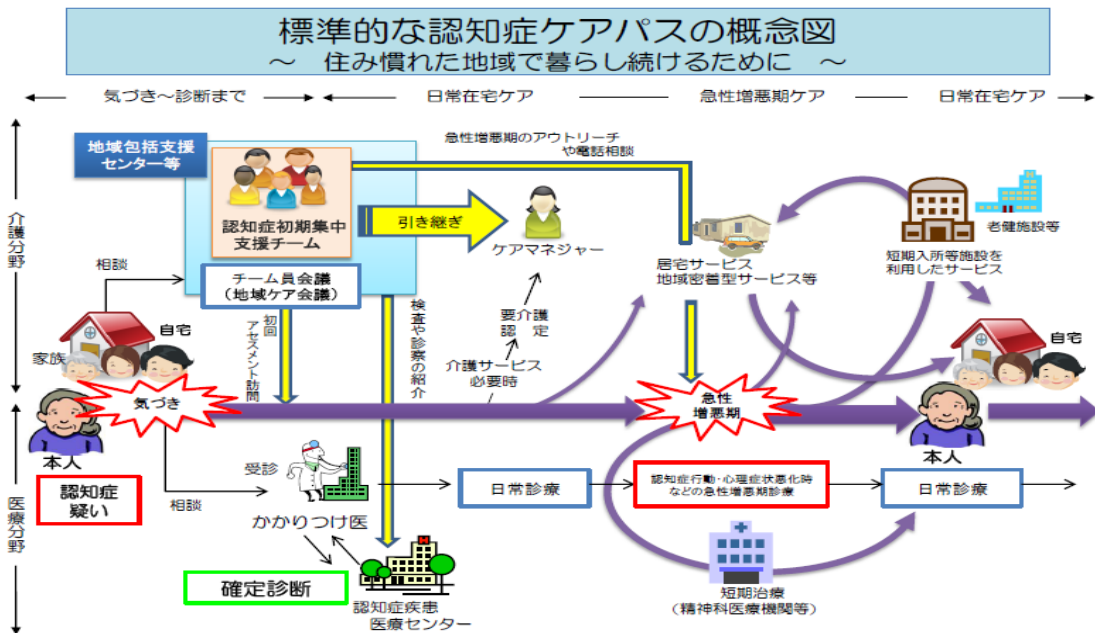 標準的な認知症ケアパスの概念図
～ 住み慣れた地域で暮らし続けるために ～
気づき～診断まで
日常在宅ケア
急性増悪期ケア
日常在宅ケア
介護分野
医療分野
地域包括支援
センター等
認知症初期集中
支援チーム
チーム員会議
（地域ケア会議）
急性増悪期のアウトリーチ
や電話相談
引き継ぎ
ケアマネジャー
居宅サービス
地域密着型サービス等
老健施設等
短期入所等施設を
利用したサービス
相談
自宅
家族
気づき
本人
認知症
疑い
相談
初回
アセスメント訪問
検査や診察の紹介
要介護
認定
介護サービス
必要時
急性
増悪期
自宅
本人
受診
かかりつけ医
確定診断
認知症疾患
医療センター
日常診療
認知症行動・心理症状悪化時
などの急性増悪期診療
日常診療
短期治療
（精神科医療機関等）